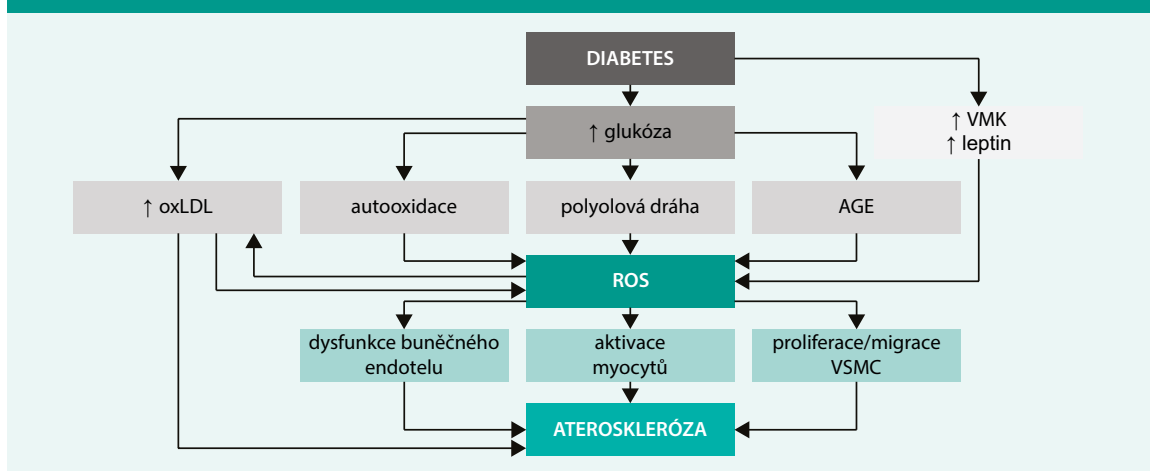 DIABETES
↑ glukóza
↑ VMK
↑ leptin
↑ oxLDL
autooxidace
polyolová dráha
AGE
ROS
dysfunkce buněčného
endotelu
aktivace
myocytů
proliferace/migrace
VSMC
ATEROSKLERÓZA